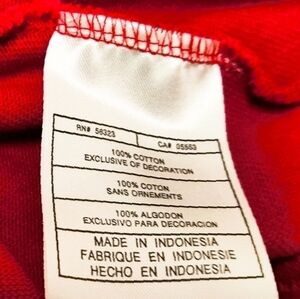 RN# 56323 CA# 05553
100% COTTON
EXCLUSIVE OF DECORATION
100% COTON
SANS ORNEMENTS
100% ALGODON
EXCLUSIVO PARA DECORACION
MADE IN INDONESIA
FABRIQUE EN INDONESIE
HECHO EN INDONESIA